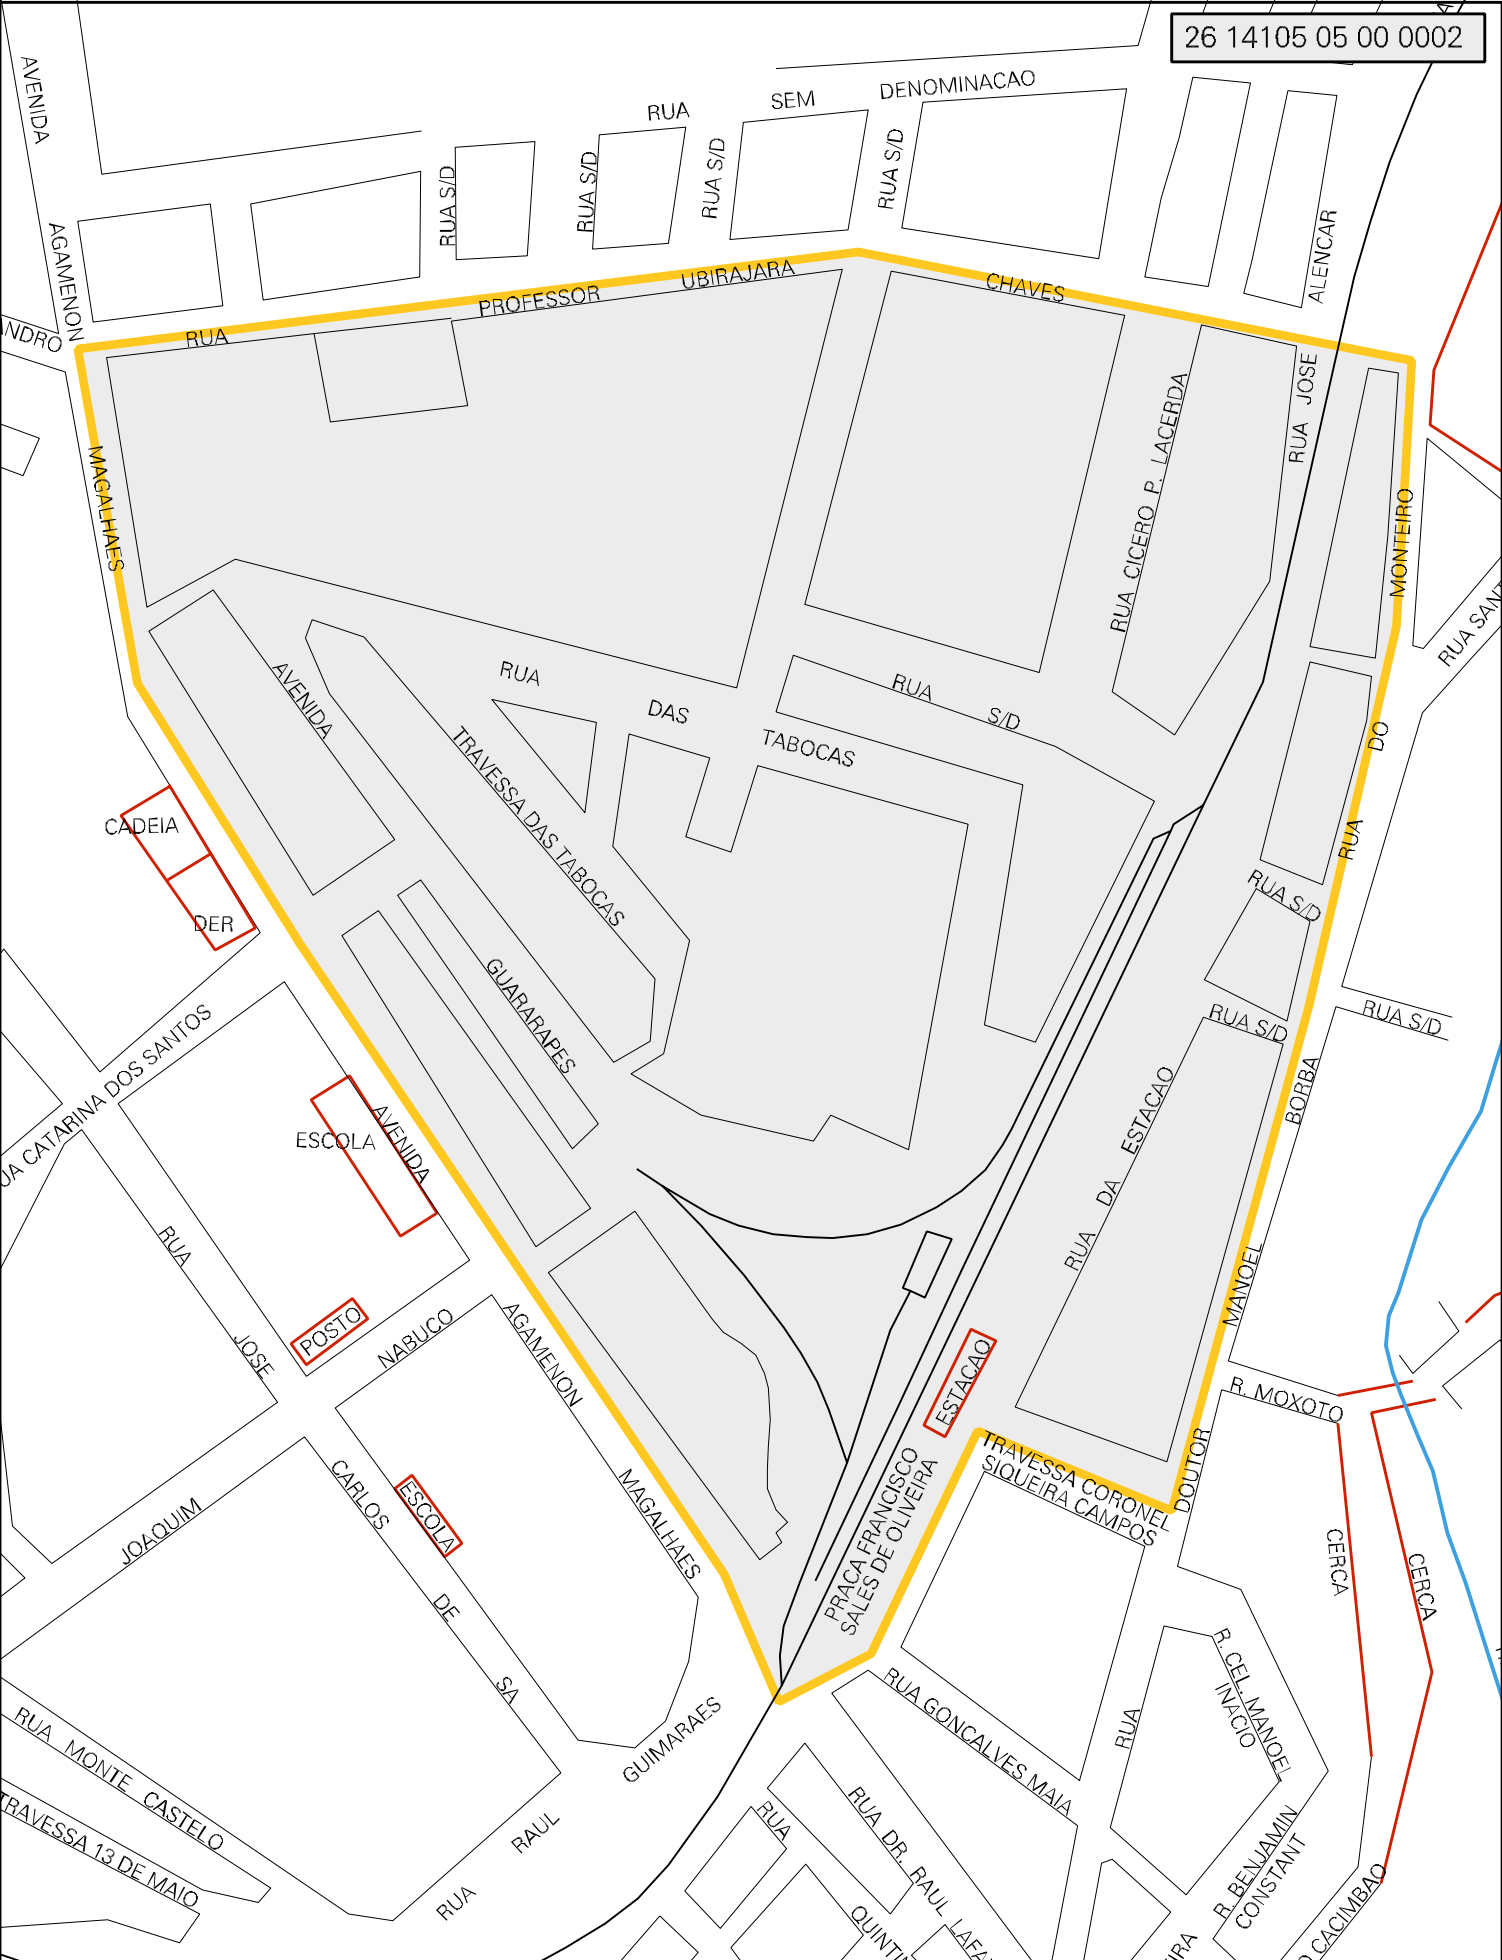 26 14105 05 00 0002
AVENIDA
AGAMENON
MAGALHAES
RUA
SEM
DENOMINACAO
RUA S/D
RUA S/D
RUA S/D
RUA S/D
ALENCAR
RUA
PROFESSOR
UBIRAJARA
CHAVES
RUA JOSE
RUA CICERO P. LACERDA
MONTEIRO
DO
RUA
BORBA
MANOEL
DOUTOR
AVENIDA
GUARARAPES
TRAVESSA DAS TABOCAS
RUA
DAS
TABOCAS
RUA
S/D
RUA S/D
RUA S/D
RUA S/D
CADEIA
DER
RUA
DA
ESTACAO
ESCOLA
AVENIDA
AGAMENON
MAGALHAES
POSTO
NABUCO
JOAQUIM
RUA
JOSE
CARLOS
DE
SA
ESCOLA
ESTACAO
PRACA FRANCISCO
SALES DE OLIVEIRA
TRAVESSA CORONEL
SIQUEIRA CAMPOS
R. MOXOTO
CERCA
CERCA
RUA MONTE CASTELO
TRAVESSA 13 DE MAIO
RUA
RAUL
GUIMARAES
RUA GONCALVES MAIA
RUA
R. CEL. MANOEL
INACIO
R. BENJAMIN
CONSTANT
RUA
RUA DR. RAUL
CACIMBAO
CATARINA DOS SANTOS